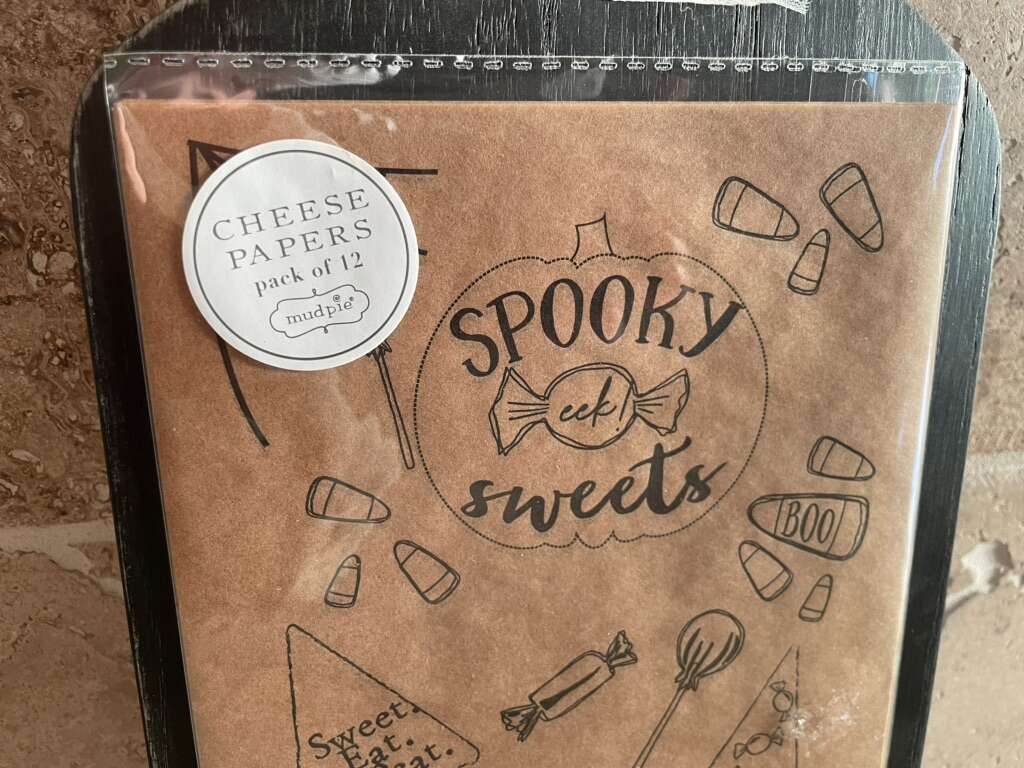 CHEESE
PAPERS
pack of 12
mudpie®
SPOOKY
eek!
sweets
BOO
Sweet.
Eat.